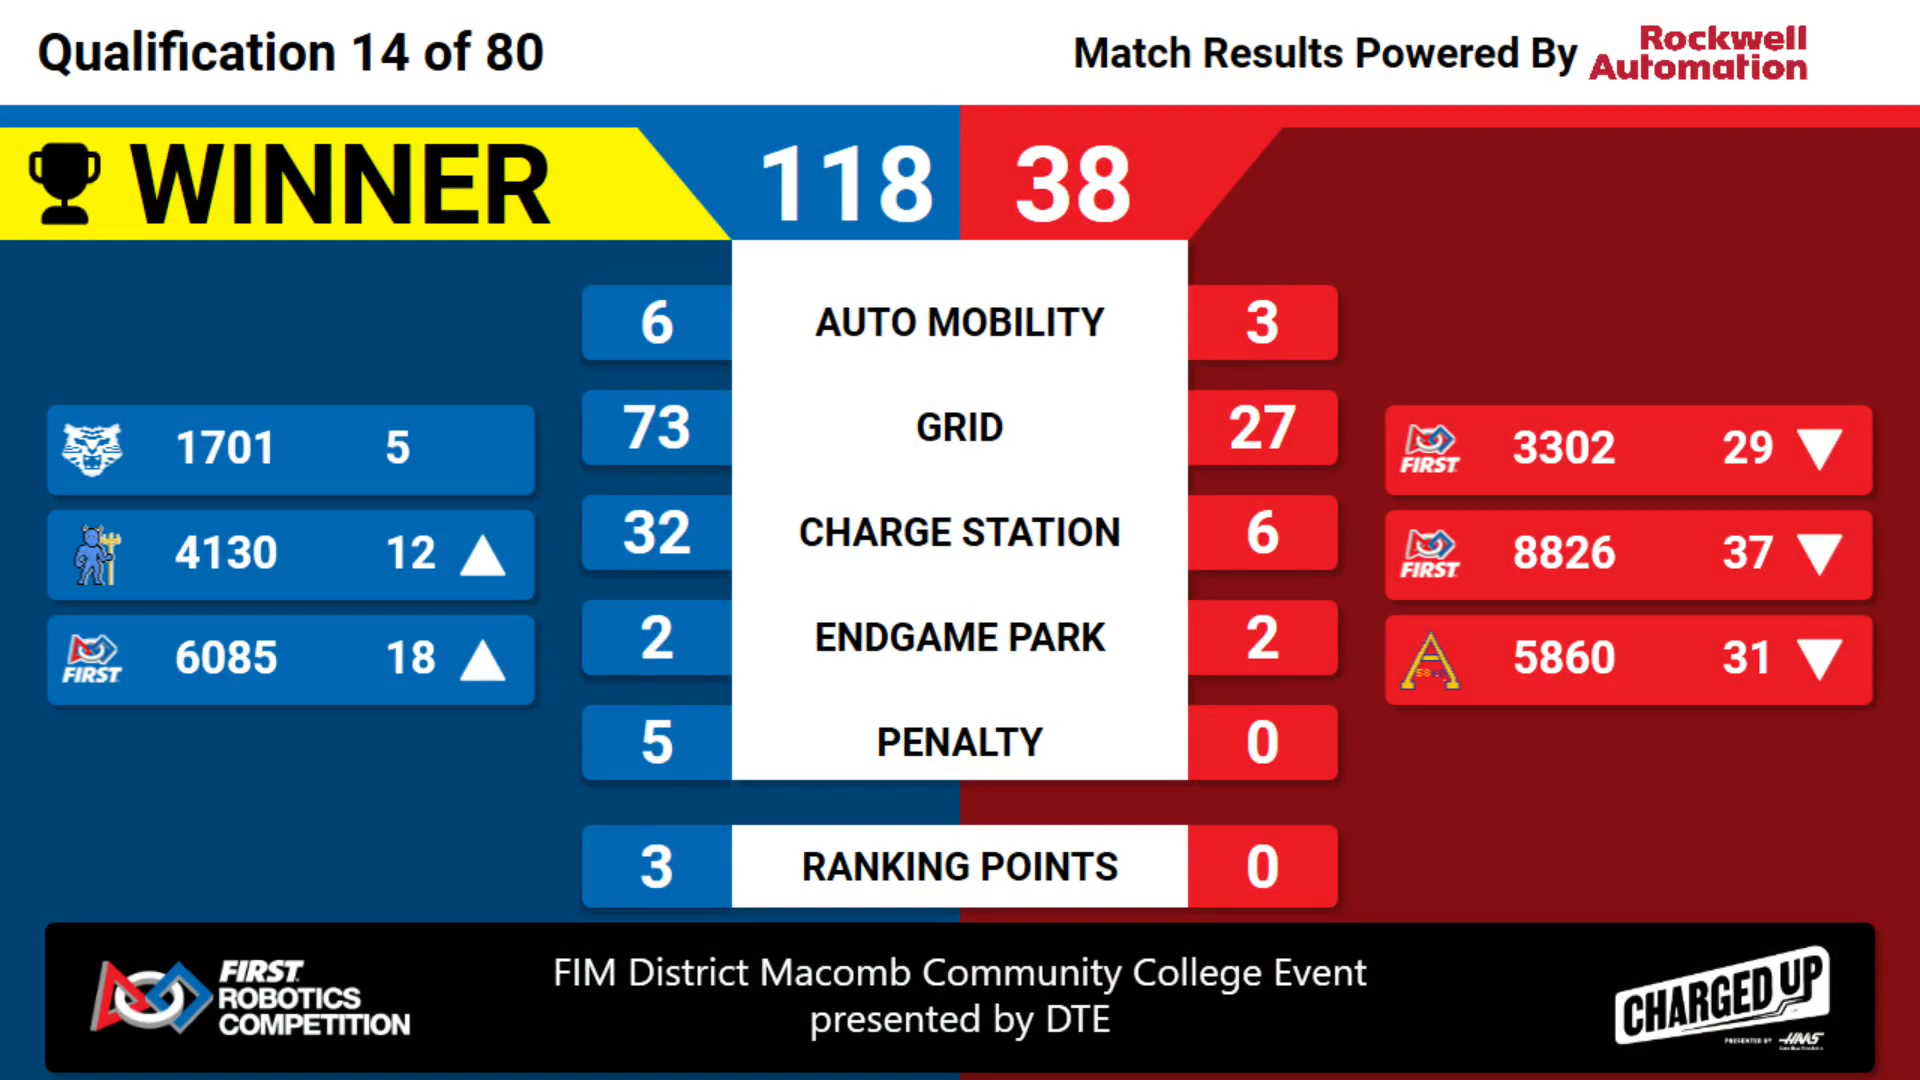 Qualification 14 of 80
Match Results Powered By
Rockwell
Automation
WINNER
118
38
6
AUTO MOBILITY
3
73
GRID
27
32
CHARGE STATION
6
2
ENDGAME PARK
2
5
PENALTY
0
3
RANKING POINTS
0
1701 5
4130 12
6085 18
FIRST
FIRST
3302 29
FIRST
8826 37
5860 31
FIRST
ROBOTICS
COMPETITION
FIM District Macomb Community College Event
presented by DTE
CHARGED UP
PRESENTED BY HAAS